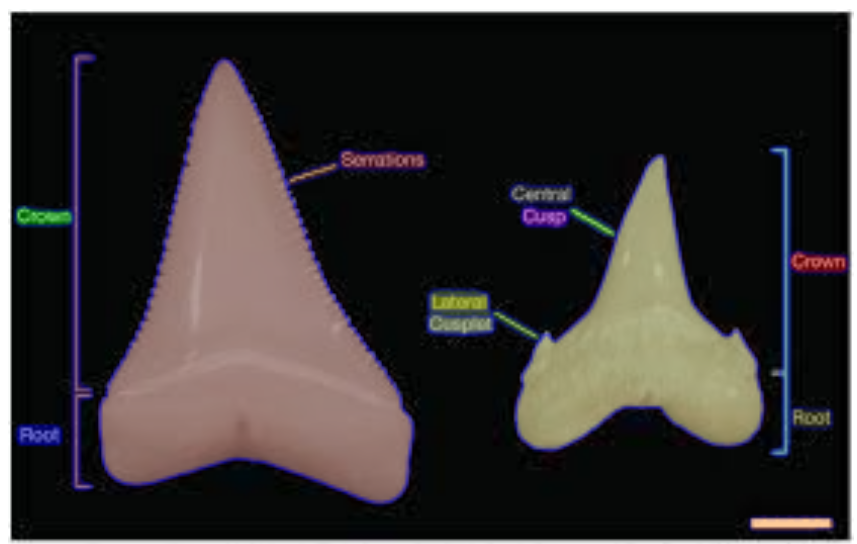 Serrations
Crown
Root
Central
Cusp
Lateral
Cusplet
Crown
Root